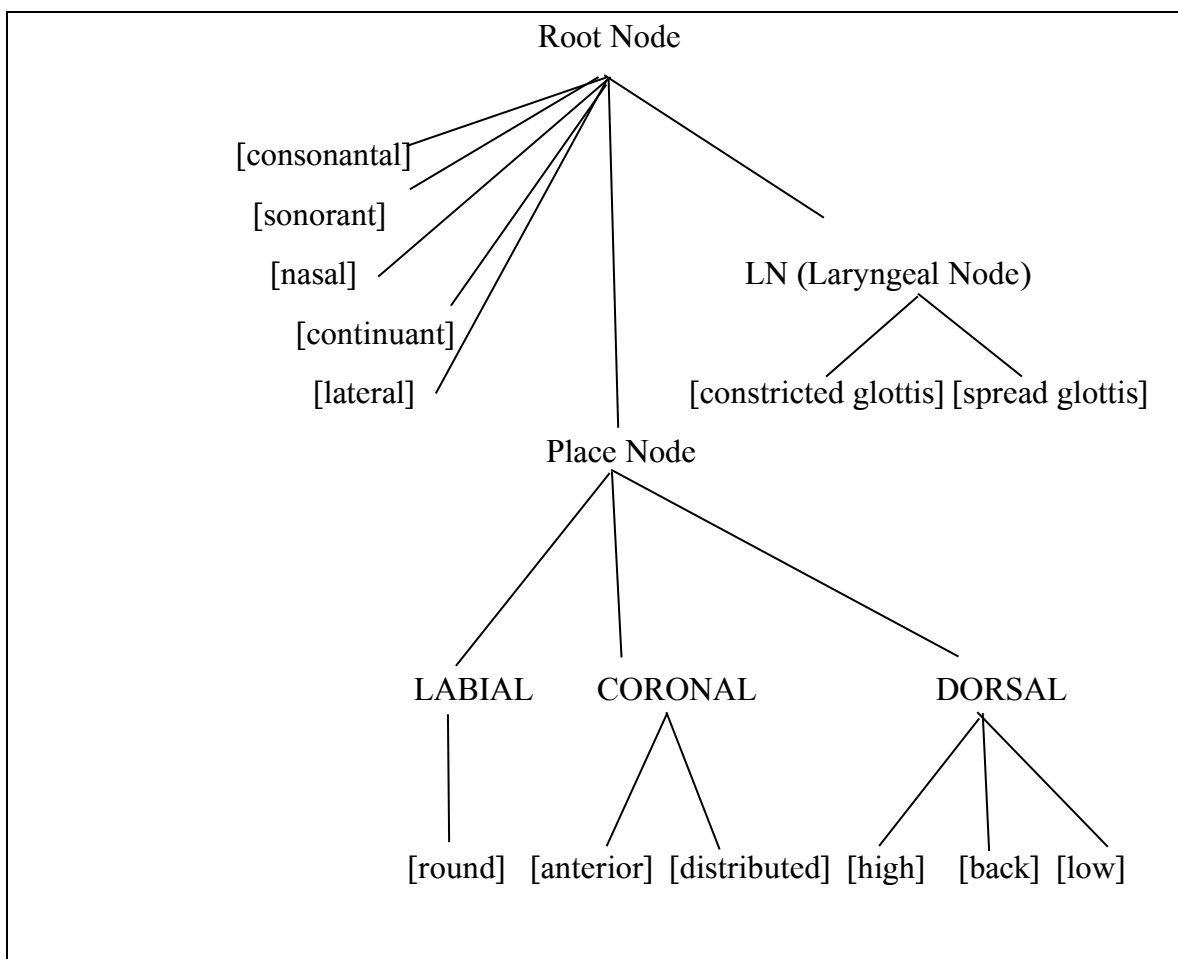 Root Node
[consonantal]
[sonorant]
[nasal]
LN (Laryngeal Node)
[continuant]
[lateral]
[constricted glottis] [spread glottis]
Place Node
LABIAL CORONAL DORSAL
[round] [anterior] [distributed] [high] [back] [low]